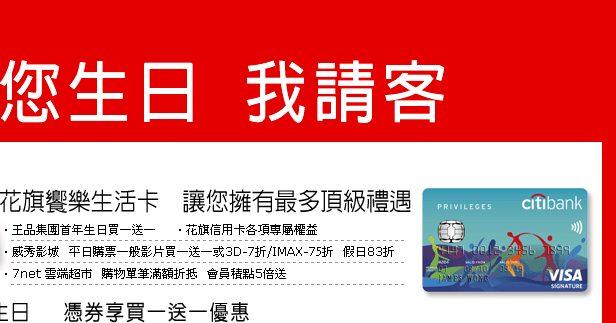 您生日 我請客
花旗饗樂生活卡 讓您擁有最多頂級禮遇
・王品集團首年生日買一送一 ・花旗信用卡各項專屬權益
・威秀影城 平日購票一般影片買一送一或3D-7折/IMAX-75折 假日83折
・7net 雲端超市 購物單筆滿額折抵 會員積點5倍送
PRIVILEGES citibank
JAMES WONG
VISA
SIGNATURE
生日 憑券享買一送一優惠